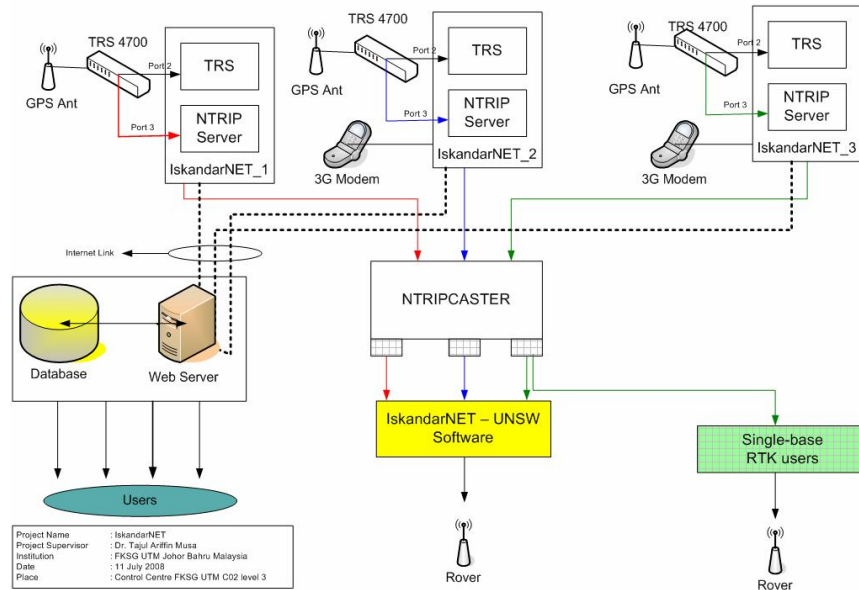 TRS 4700
Port 2
TRS
GPS Ant
Port 3
NTRIP
Server
IskandarNET_1
TRS 4700
Port 2
TRS
GPS Ant
Port 3
NTRIP
Server
3G Modem
IskandarNET_2
TRS 4700
Port 2
TRS
GPS Ant
Port 3
NTRIP
Server
3G Modem
IskandarNET_3
Internet Link
NTRIPCASTER
Database
Web Server
IskandarNET – UNSW
Software
Single-base
RTK users
Users
Rover
Rover
Project Name : IskandarNET
Project Supervisor : Dr. Tajul Ariffin Musa
Institution : FKSG UTM Johor Bahru Malaysia
Date : 11 July 2008
Place : Control Centre FKSG UTM C02 level 3